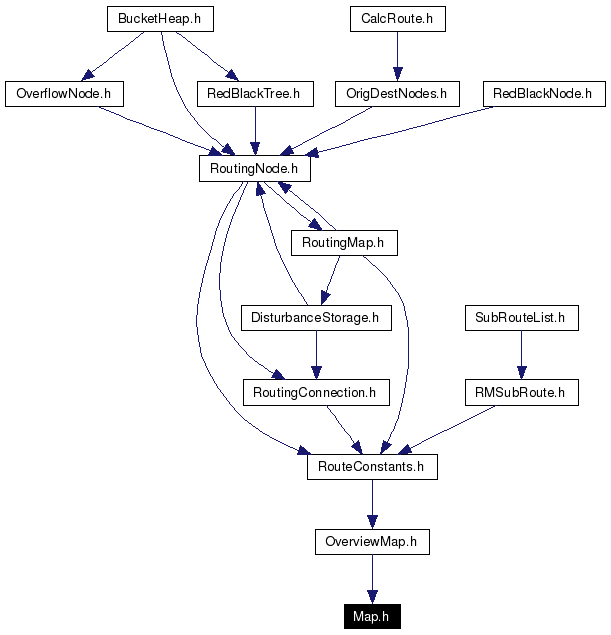 BucketHeap.h
CalcRoute.h
OverflowNode.h
RedBlackTree.h
OrigDestNodes.h
RedBlackNode.h
RoutingNode.h
RoutingMap.h
DisturbanceStorage.h
SubRouteList.h
RoutingConnection.h
RMSubRoute.h
RouteConstants.h
OverviewMap.h
Map.h